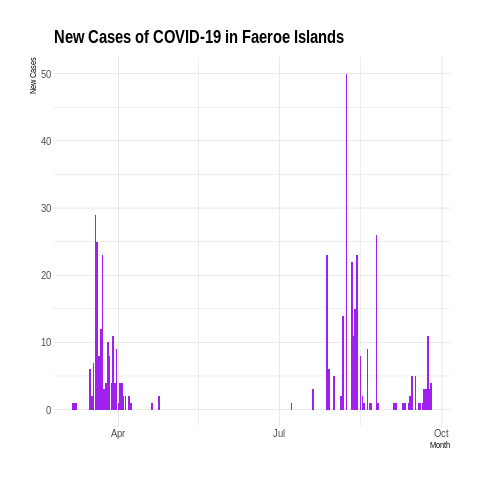 New Cases of COVID-19 in Faeroe Islands
New Cases
50
40
30
20
10
0
Apr
Jul
Oct
Month